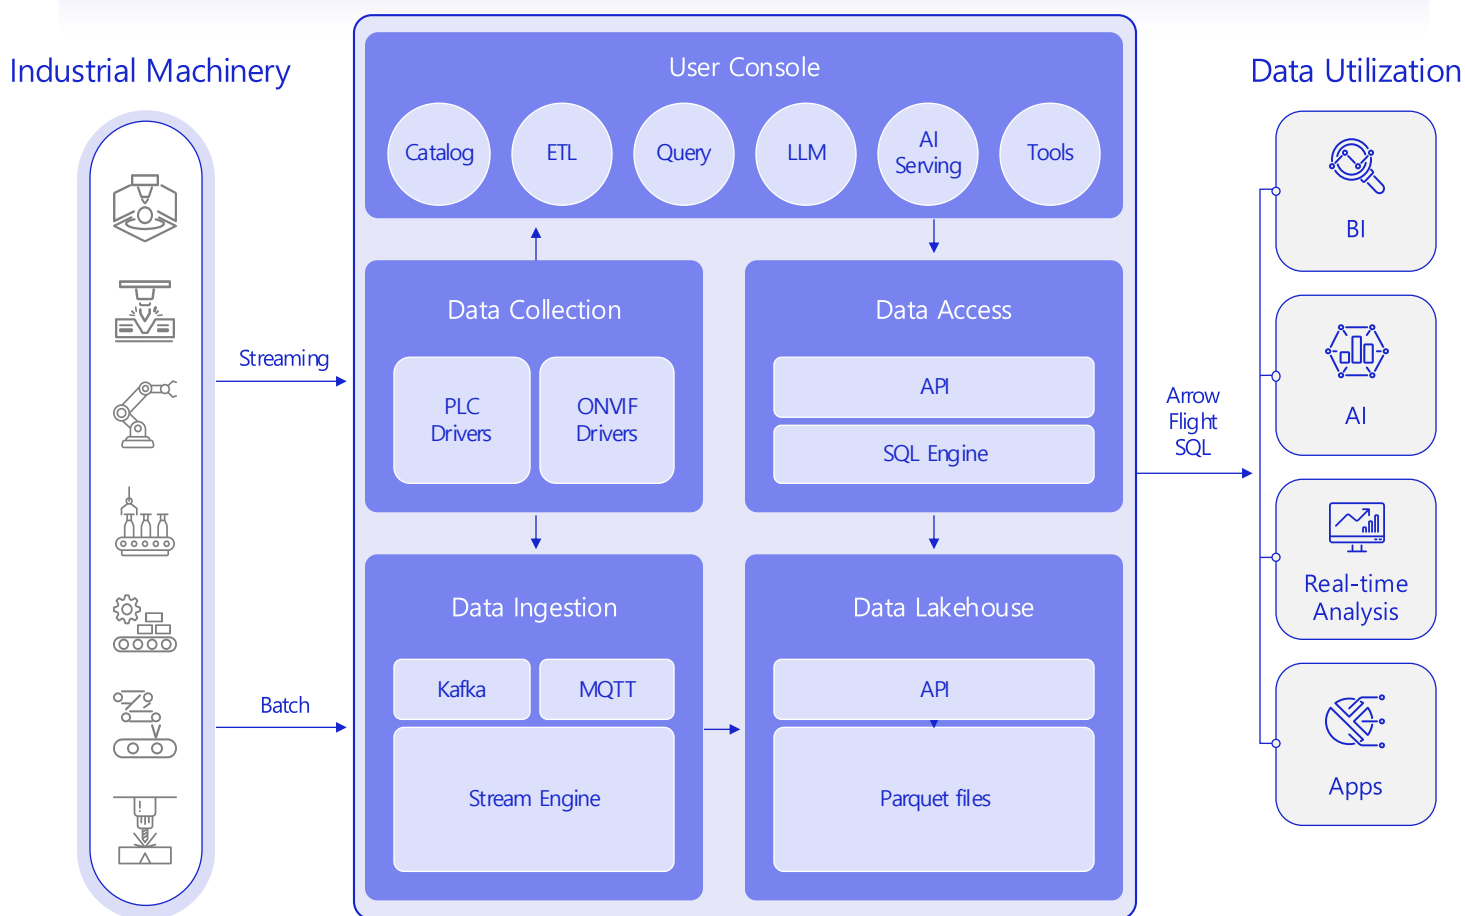 Industrial Machinery
Streaming
Batch
User Console
Catalog
ETL
Query
LLM
AI
Serving
Tools
Data Collection
PLC
Drivers
ONVIF
Drivers
Data Access
API
SQL Engine
Data Ingestion
Kafka
MQTT
Stream Engine
Data Lakehouse
API
Parquet files
Arrow
Flight
SQL
Data Utilization
BI
AI
Real-time
Analysis
Apps